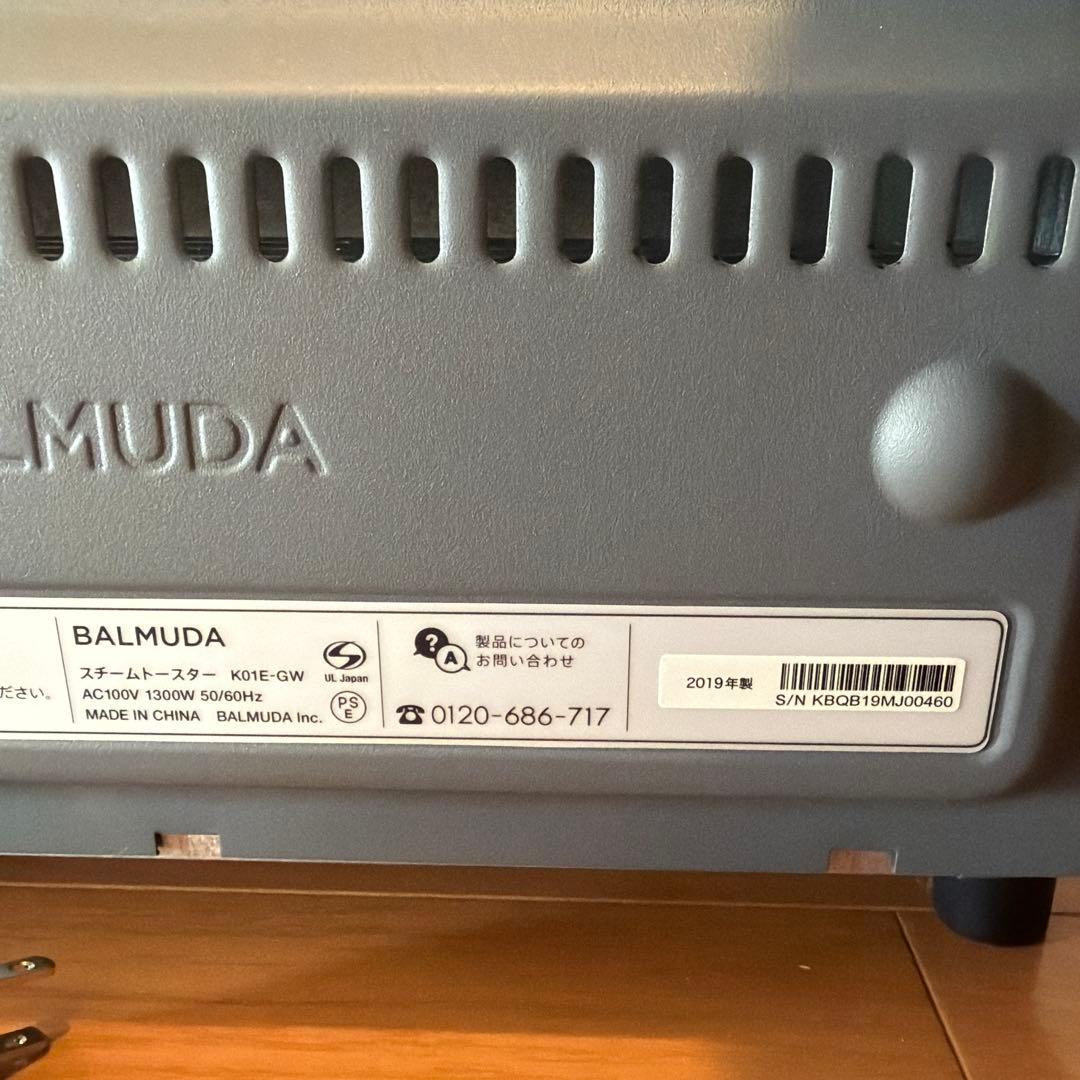 LMUDA
ださい。
BALMUDA
スチームトースター K01E-GW
AC100V 1300W 50/60Hz
MADE IN CHINA BALMUDA Inc.
UL Japan
PS
E
?
A
製品についての
お問い合わせ
0120-686-717
2019年製
S/N KBQB19MJ00460